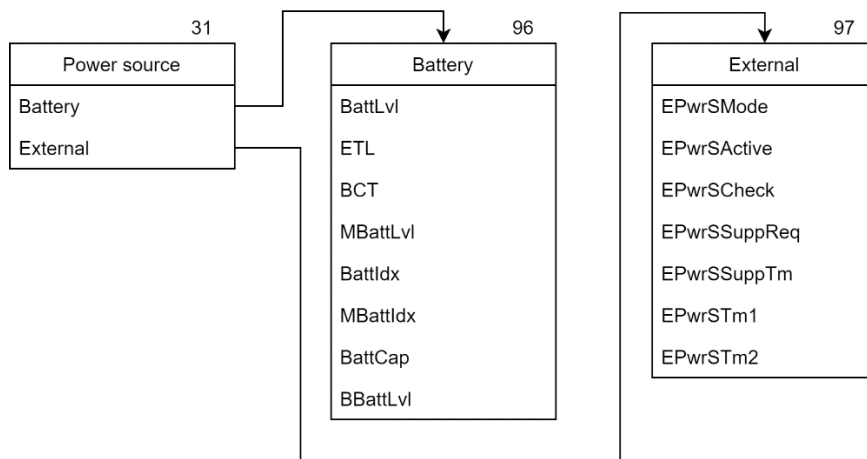 31
Power source
Battery
External
96
Battery
BattLvl
ETL
BCT
MBattLvl
BattIdx
MBattIdx
BattCap
BBattLvl
97
External
EPwrSMode
EPwrSActive
EPwrSCheck
EPwrSSuppReq
EPwrSSuppTm
EPwrSTm1
EPwrSTm2